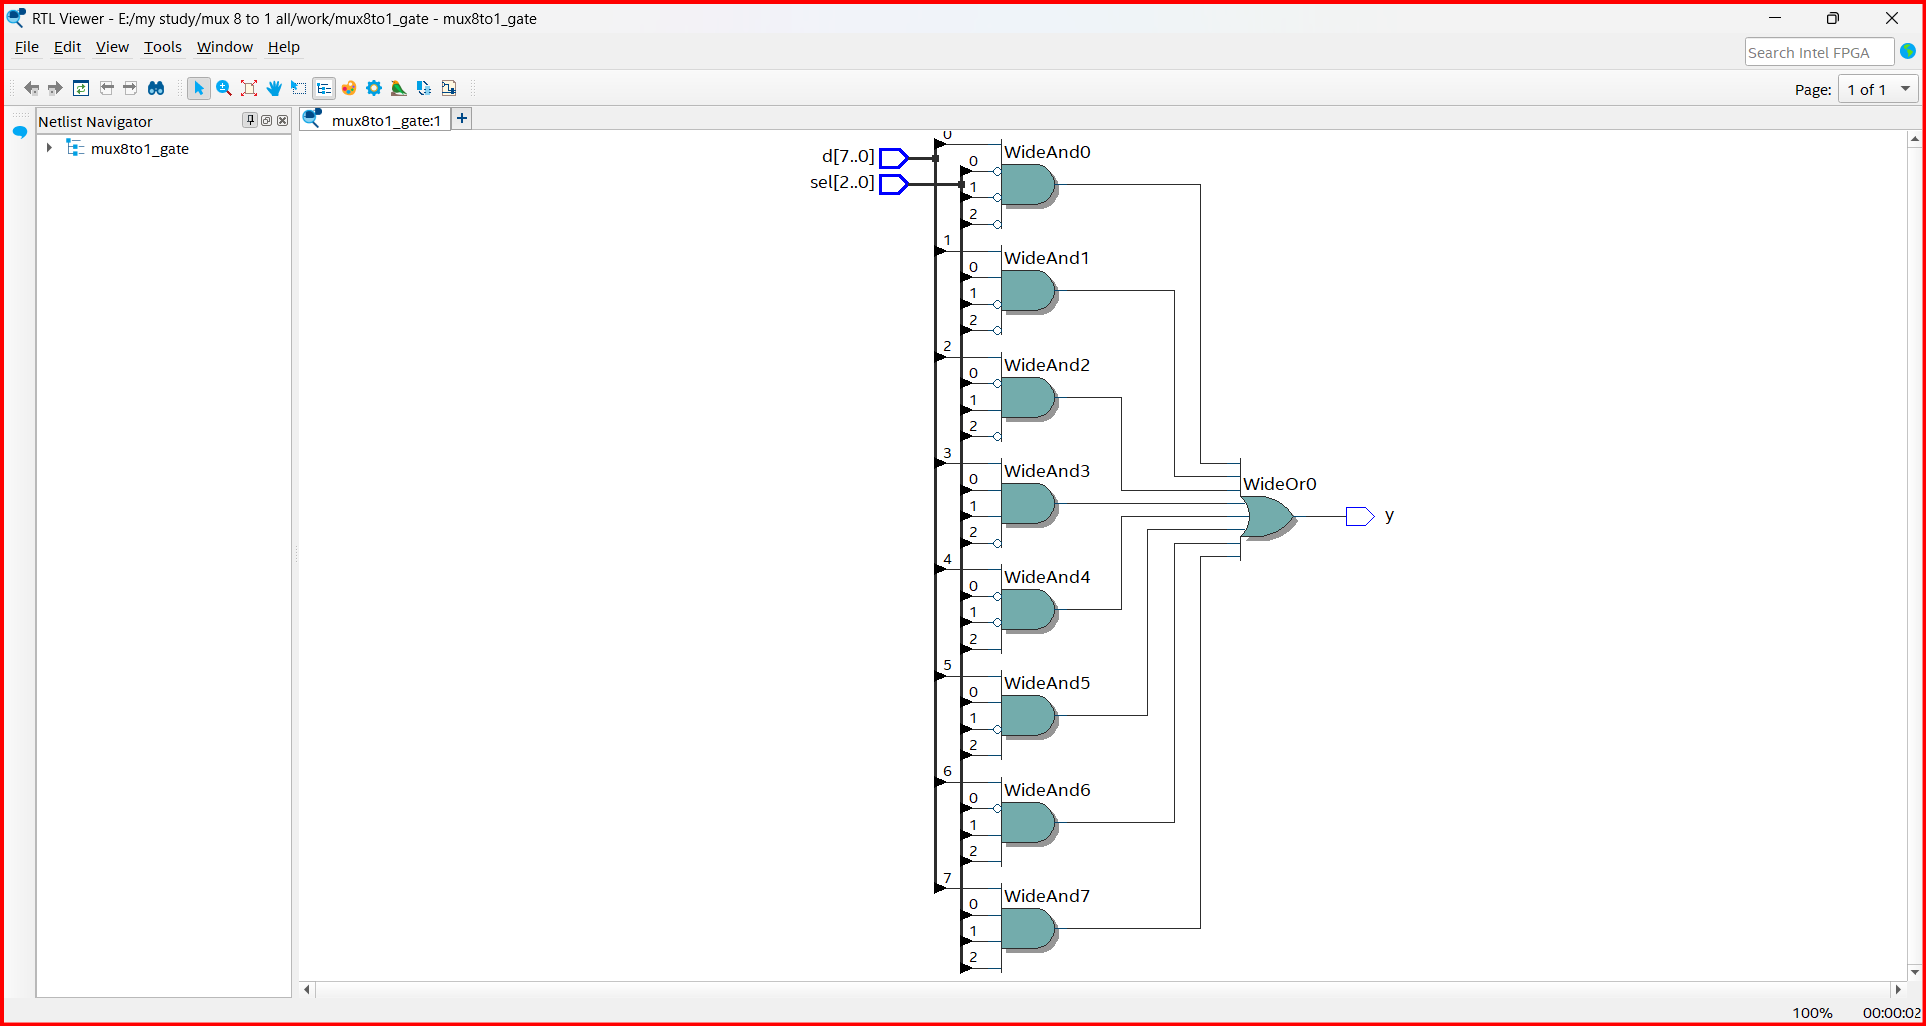 RTL Viewer - E:/my study/mux 8 to 1 all/work/mux8to1_gate - mux8to1_gate
File Edit View Tools Window Help
Search Intel FPGA
Page: 1 of 1
Netlist Navigator
mux8to1_gate
mux8to1_gate:1
+
d[7..0]
sel[2..0]
0
WideAnd0
0
1
2
1
WideAnd1
0
1
2
2
WideAnd2
0
1
2
3
WideAnd3
0
1
2
4
WideAnd4
0
1
2
5
WideAnd5
0
1
2
6
WideAnd6
0
1
2
7
WideAnd7
0
1
2
WideOr0
y
100% 00:00:02